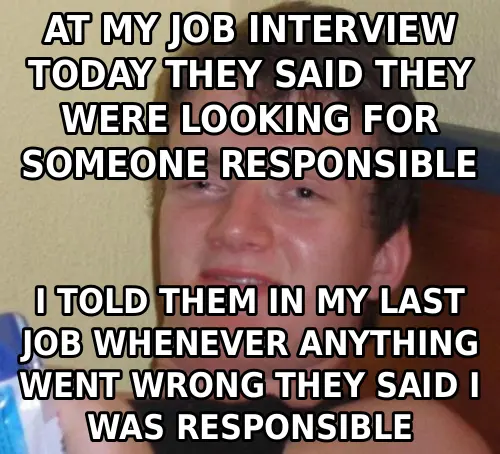 AT MY JOB INTERVIEW
TODAY THEY SAID THEY
WERE LOOKING FOR
SOMEONE RESPONSIBLE
I TOLD THEM IN MY LAST
JOB WHENEVER ANYTHING
WENT WRONG THEY SAID I
WAS RESPONSIBLE